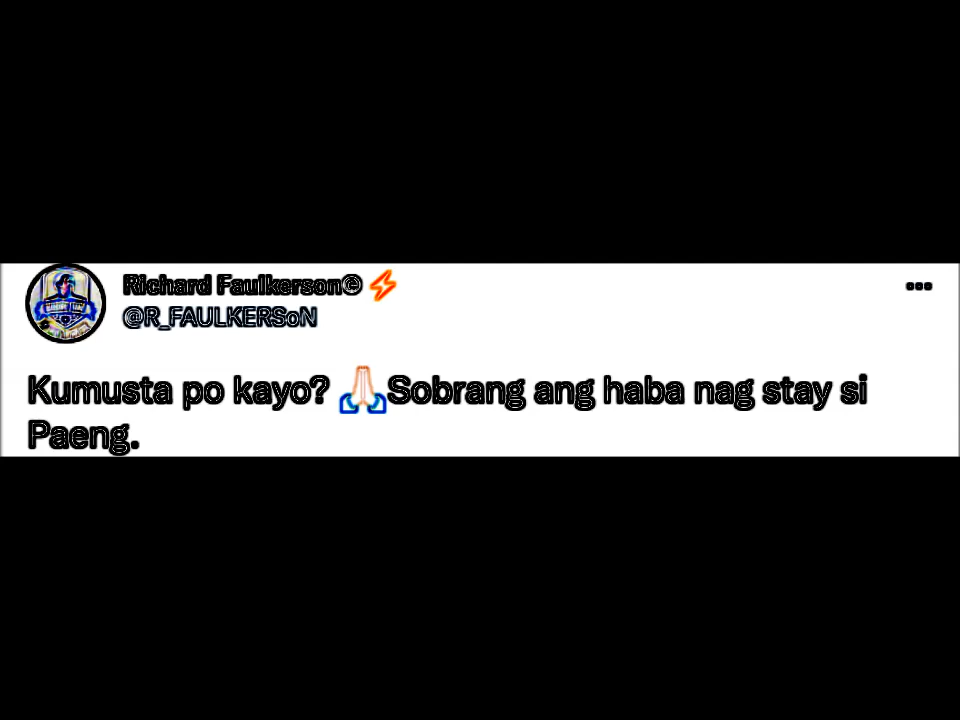 Richard Faulkerson© ⚡
@R_FAULKERSoN
Kumusta po kayo? 🙏Sobrang ang haba nag stay si
Paeng.